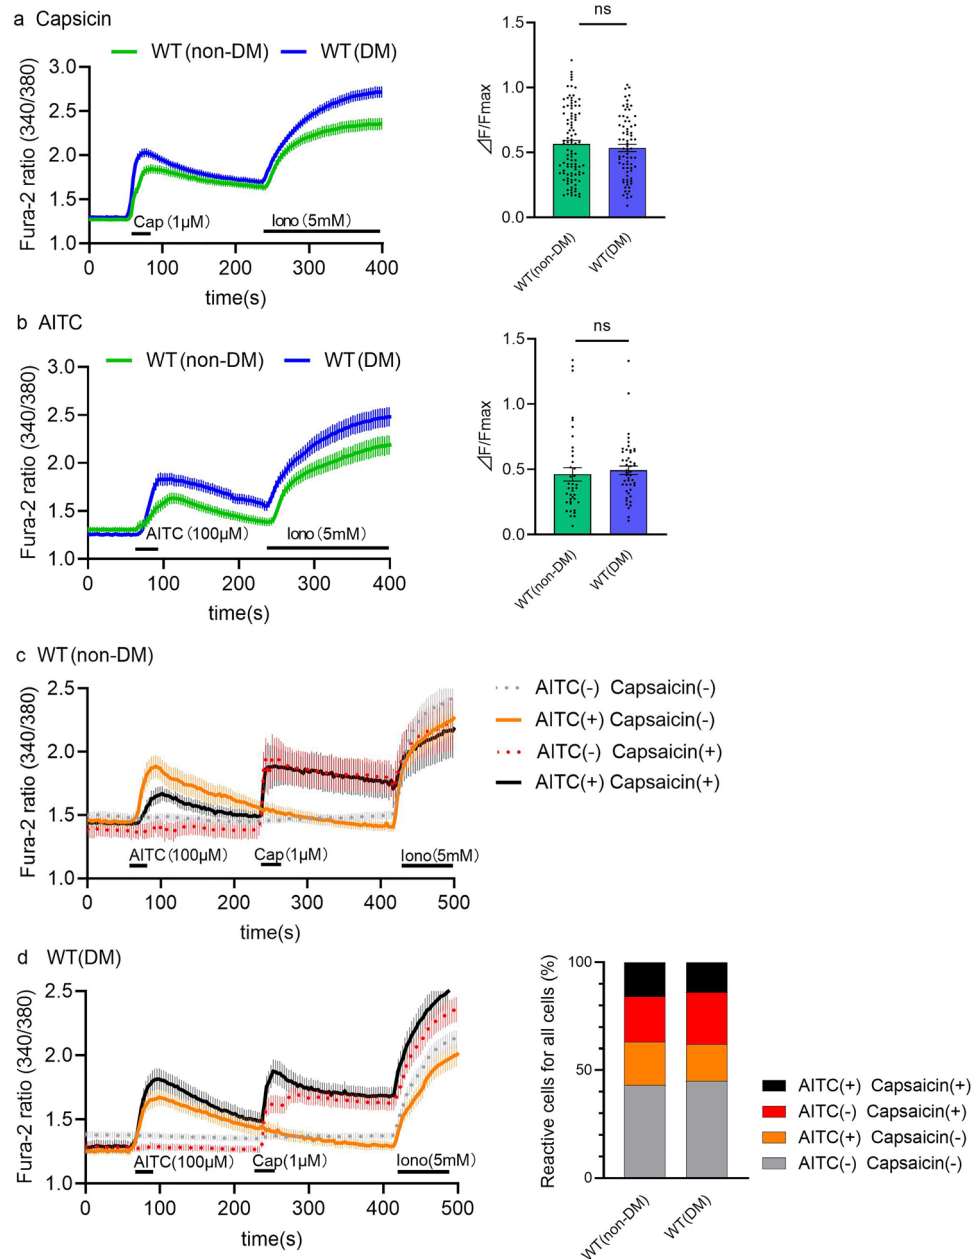 a Capsicin
WT(non-DM) WT(DM)
Fura-2 ratio (340/380)
3.0
2.5
2.0
1.5
1.0
Cap(1μM)
Iono(5mM)
0 100 200 300 400
time(s)
ns
⊿F/Fmax
1.5
1.0
0.5
0.0
WT(non-DM)
WT(DM)
b AITC
WT(non-DM) WT(DM)
Fura-2 ratio (340/380)
3.0
2.5
2.0
1.5
1.0
AITC(100μM)
Iono(5mM)
0 100 200 300 400
time(s)
ns
⊿F/Fmax
1.5
1.0
0.5
0.0
WT(non-DM)
WT(DM)
c WT(non-DM)
Fura-2 ratio (340/380)
2.5
2.0
1.5
1.0
AITC(100μM)
Cap(1μM)
Iono(5mM)
0 100 200 300 400 500
time(s)
AITC(-) Capsaicin(-)
AITC(+) Capsaicin(-)
AITC(-) Capsaicin(+)
AITC(+) Capsaicin(+)
d WT(DM)
Fura-2 ratio (340/380)
2.5
2.0
1.5
1.0
AITC(100μM)
Cap(1μM)
Iono(5mM)
0 100 200 300 400 500
time(s)
Reactive cells for all cells (%)
100
50
0
WT(non-DM)
WT(DM)
AITC(+) Capsaicin(+)
AITC(-) Capsaicin(+)
AITC(+) Capsaicin(-)
AITC(-) Capsaicin(-)